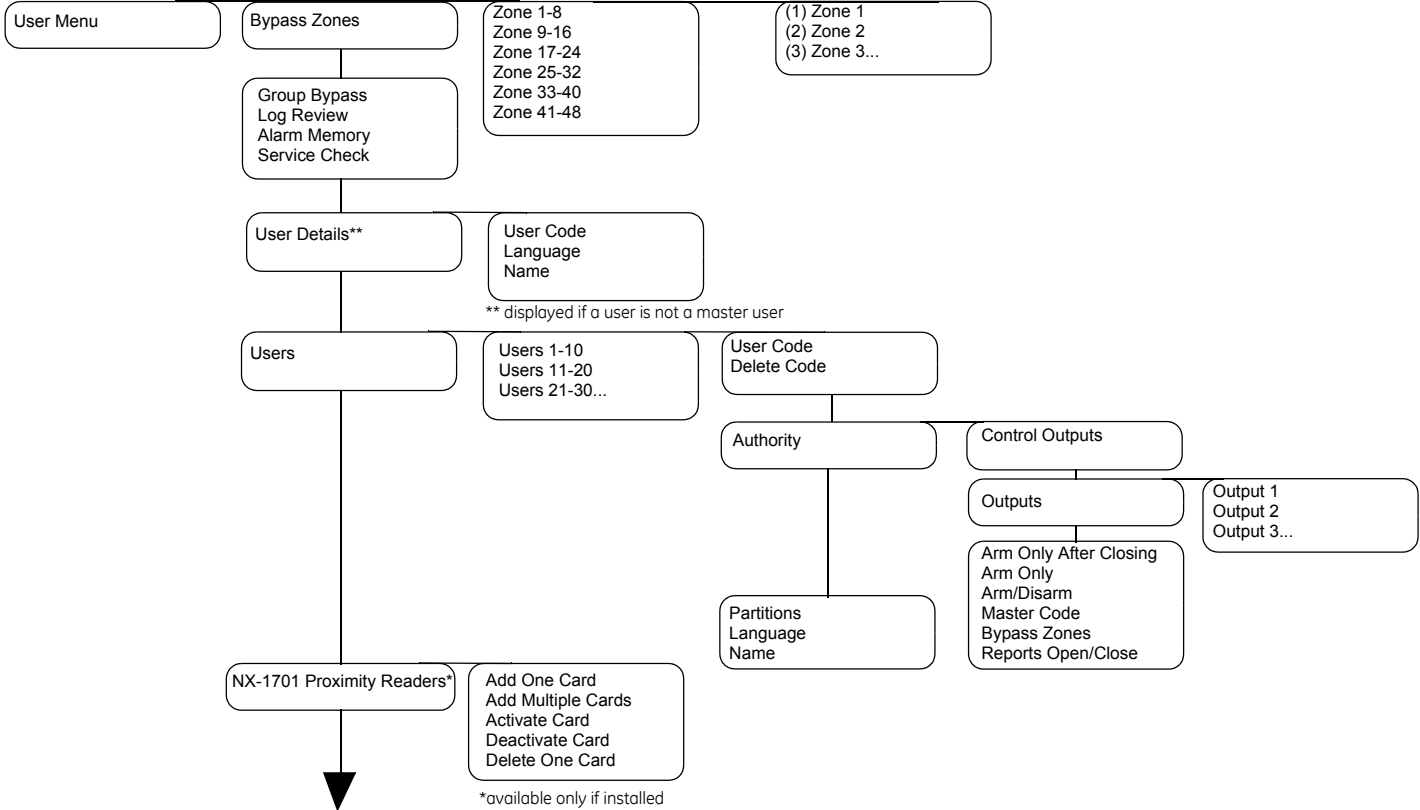 User Menu
Bypass Zones
Zone 1-8
Zone 9-16
Zone 17-24
Zone 25-32
Zone 33-40
Zone 41-48
(1) Zone 1
(2) Zone 2
(3) Zone 3...
Group Bypass
Log Review
Alarm Memory
Service Check
User Details**
User Code
Language
Name
** displayed if a user is not a master user
Users
Users 1-10
Users 11-20
Users 21-30...
User Code
Delete Code
Authority
Control Outputs
Outputs
Output 1
Output 2
Output 3...
Arm Only After Closing
Arm Only
Arm/Disarm
Master Code
Bypass Zones
Reports Open/Close
Partitions
Language
Name
NX-1701 Proximity Readers*
Add One Card
Add Multiple Cards
Activate Card
Deactivate Card
Delete One Card
*available only if installed